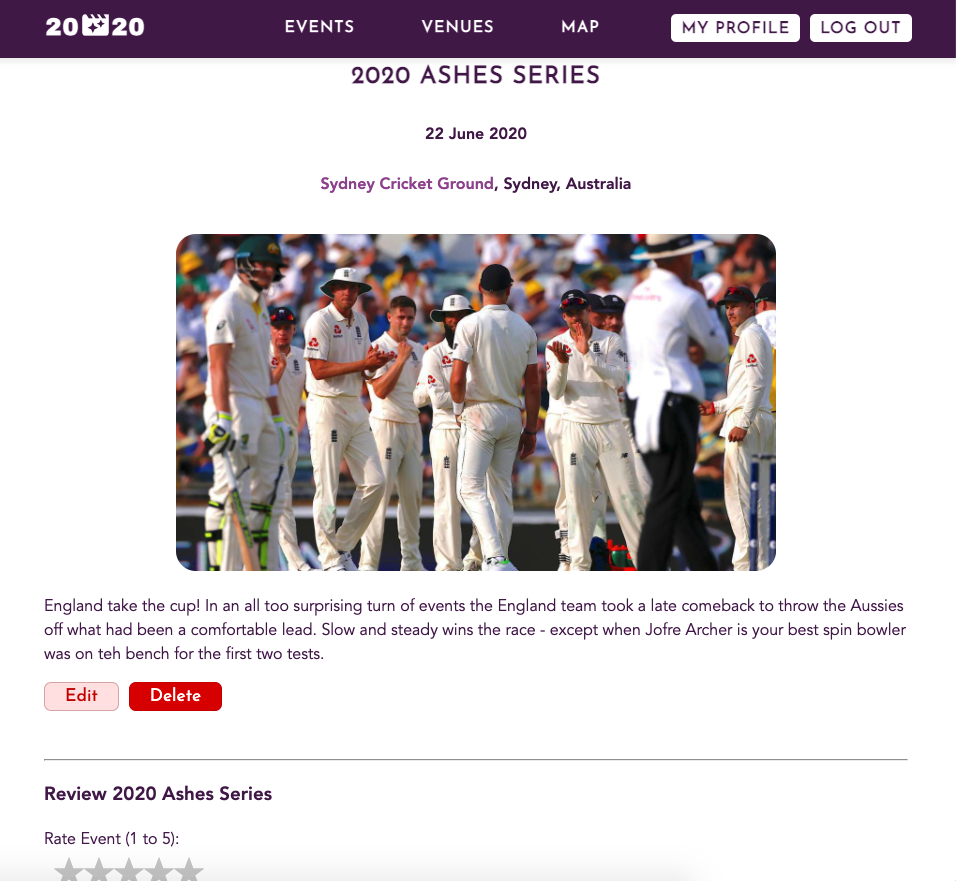 20 20 EVENTS VENUES MAP MY PROFILE LOG OUT
2020 ASHES SERIES
22 June 2020
Sydney Cricket Ground, Sydney, Australia
England take the cup! In an all too surprising turn of events the England team took a late comeback to throw the Aussies
off what had been a comfortable lead. Slow and steady wins the race - except when Jofre Archer is your best spin bowler
was on teh bench for the first two tests.
Edit Delete
Review 2020 Ashes Series
Rate Event (1 to 5):